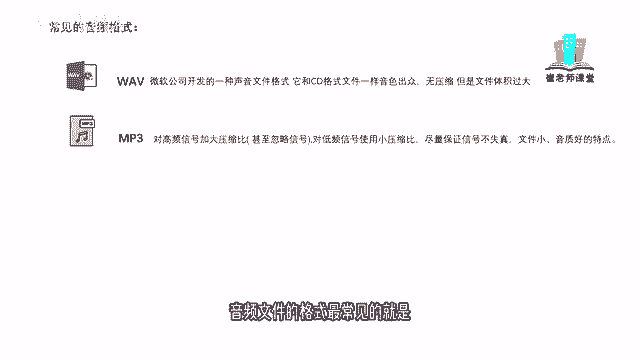 常见的音频格式：
WAV 微软公司开发的一种声音文件格式 它和CD格式文件一样音色出众，无压缩 但是文件体积过大
崔老师课堂
MP3 对高频信号加大压缩比( 甚至忽略信号),对低频信号使用小压缩比，尽量保证信号不失真，文件小、音质好的特点。
音频文件的格式最常见的就是